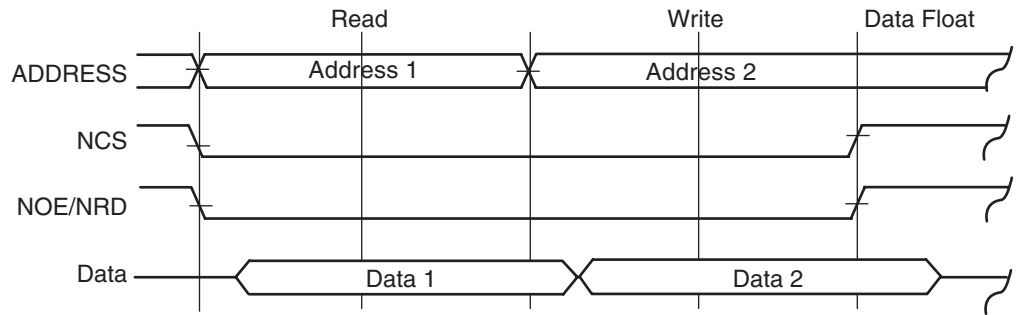 Read Write Data Float
ADDRESS Address 1 Address 2
NCS
NOE/NRD
Data Data 1 Data 2